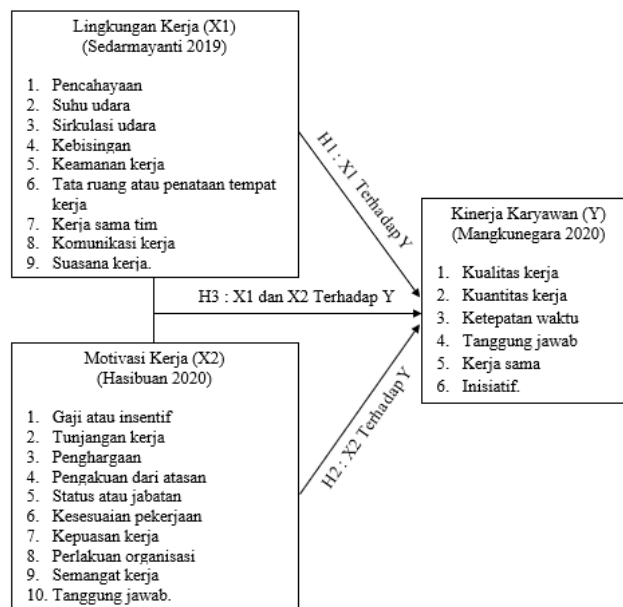 Lingkungan Kerja (X1)
(Sedarmayanti 2019)
1. Pencahayaan
2. Suhu udara
3. Sirkulasi udara
4. Kebisingan
5. Keamanan kerja
6. Tata ruang atau penataan tempat
kerja
7. Kerja sama tim
8. Komunikasi kerja
9. Suasana kerja.
H1 : X1 Terhadap Y
Kinerja Karyawan (Y)
(Mangkunegara 2020)
1. Kualitas kerja
2. Kuantitas kerja
3. Ketepatan waktu
4. Tanggung jawab
5. Kerja sama
6. Inisiatif.
H3 : X1 dan X2 Terhadap Y
Motivasi Kerja (X2)
(Hasibuan 2020)
1. Gaji atau insentif
2. Tunjangan kerja
3. Penghargaan
4. Pengakuan dari atasan
5. Status atau jabatan
6. Kesesuaian pekerjaan
7. Kepuasan kerja
8. Perlakuan organisasi
9. Semangat kerja
10. Tanggung jawab.
H2 : X2 Terhadap Y